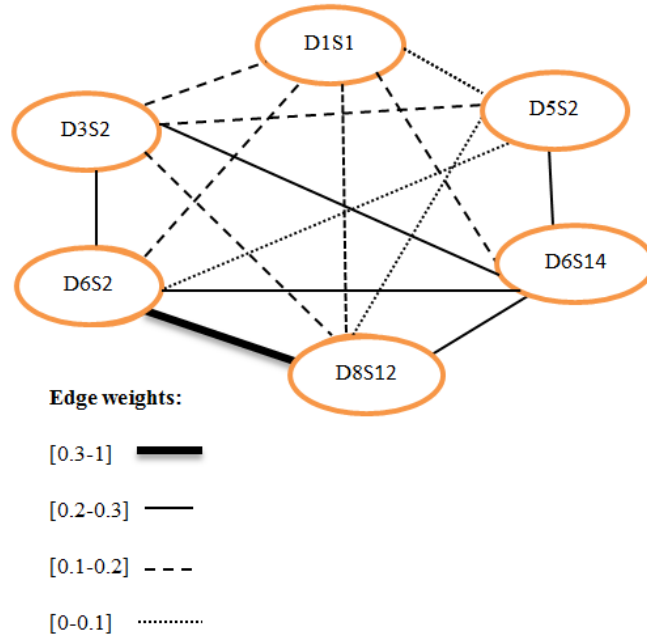 D1S1
D5S2
D3S2
D6S14
D6S2
D8S12
Edge weights:
[0.3-1]
[0.2-0.3]
[0.1-0.2]
[0-0.1]